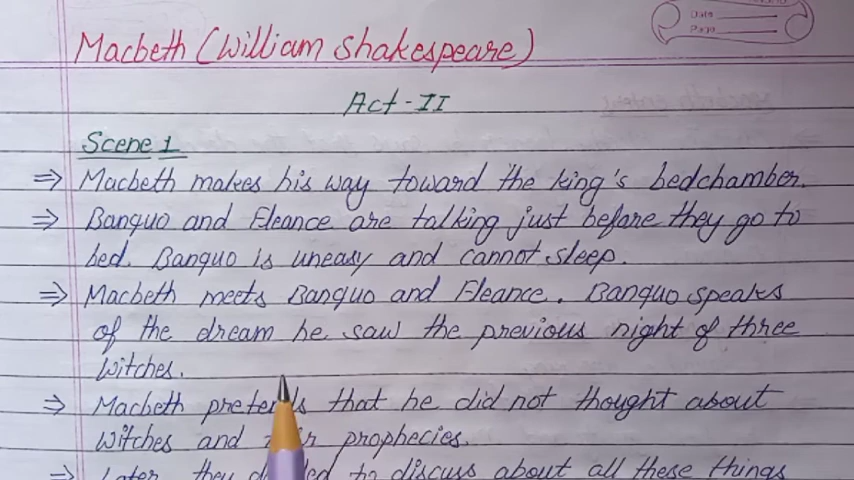 Date
Page
Macbeth (William Shakespeare)
Act-II
Scene 1
⇒ Macbeth makes his way toward the king's bedchamber.
⇒ Banquo and Fleance are talking just before they go to
bed. Banquo is uneasy and cannot sleep.
⇒ Macbeth meets Banquo and Fleance. Banquo speaks
of the dream he saw the previous night of three
witches.
⇒ Macbeth pretends that he did not thought about
witches and prophecies.
⇒ Later they to discuss about all these things